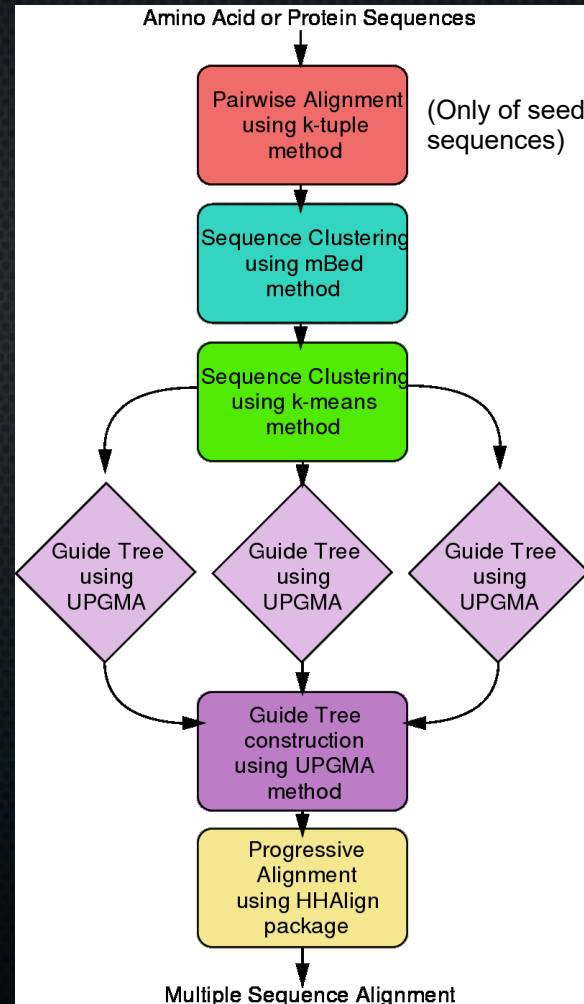 Amino Acid or Protein Sequences
Pairwise Alignment
using k-tuple
method
(Only of seed
sequences)
Sequence Clustering
using mBed
method
Sequence Clustering
using k-means
method
Guide Tree
using
UPGMA
Guide Tree
using
UPGMA
Guide Tree
using
UPGMA
Guide Tree
construction
using UPGMA
method
Progressive
Alignment
using HHAlign
package
Multiple Sequence Alignment